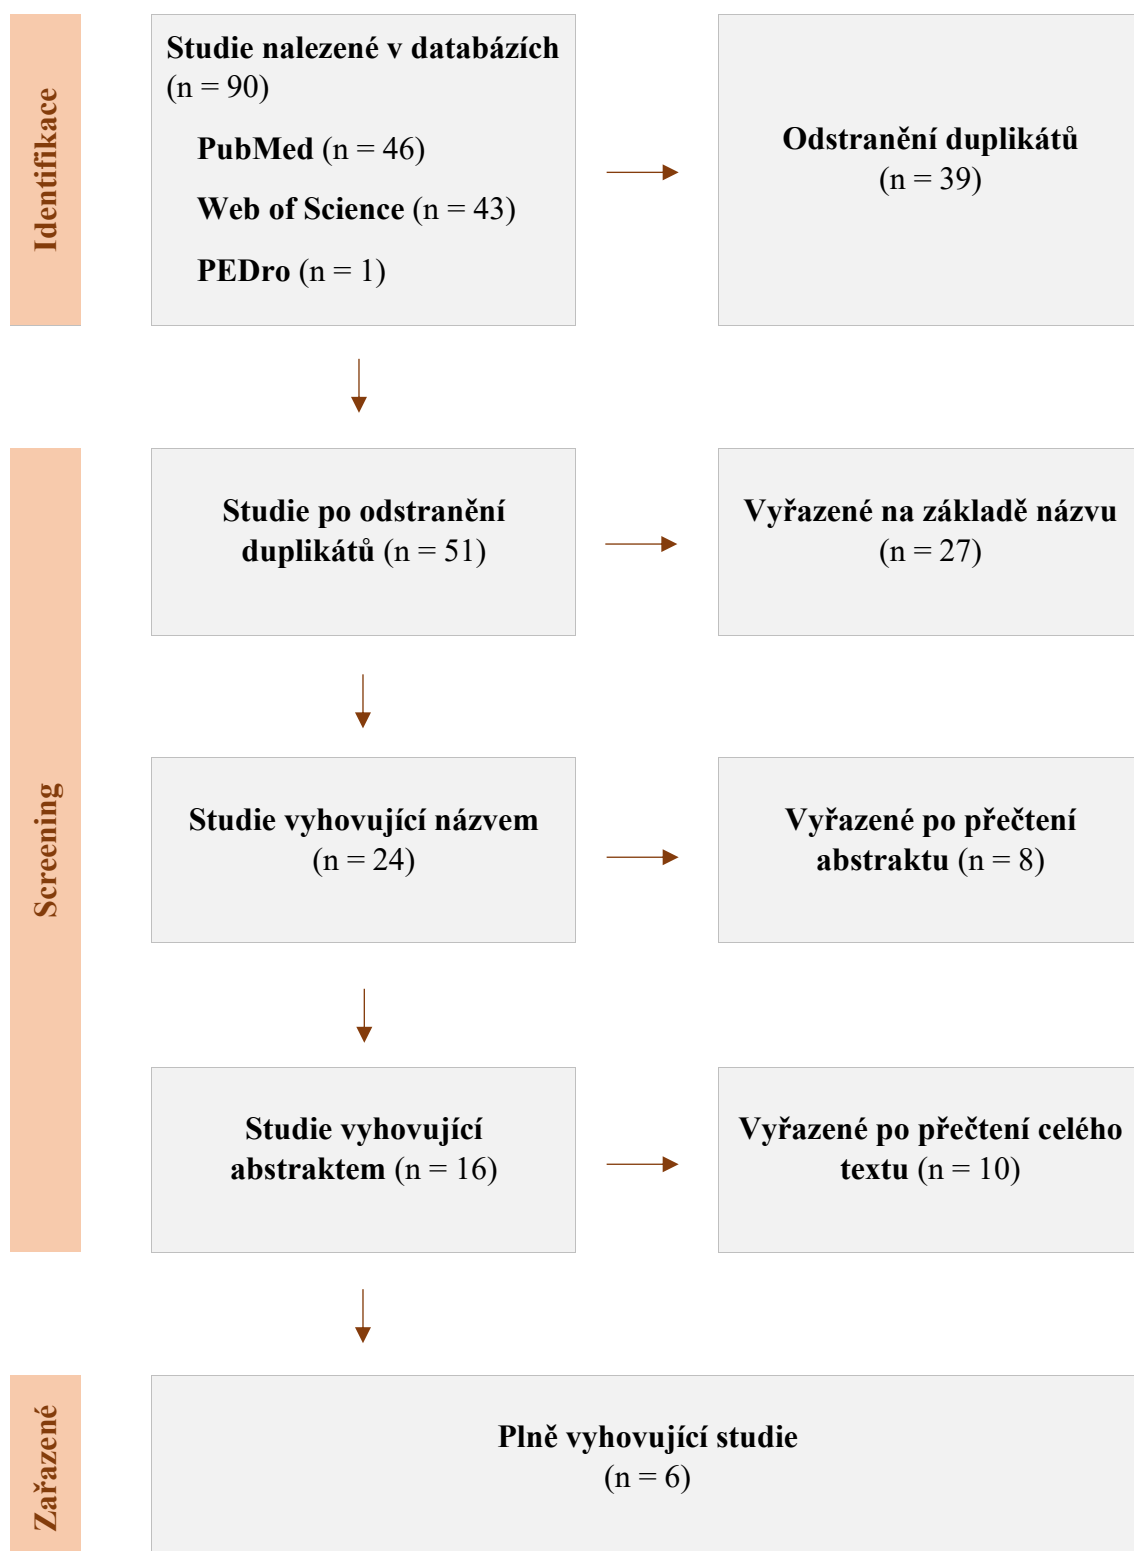 Identifikace
Studie nalezené v databázích
(n = 90)
PubMed (n = 46)
Web of Science (n = 43)
PEDro (n = 1)
Odstranění duplikátů
(n = 39)
Screening
Studie po odstranění
duplikátů (n = 51)
Vyřazené na základě názvu
(n = 27)
Studie vyhovující názvem
(n = 24)
Vyřazené po přečtení
abstraktu (n = 8)
Studie vyhovující
abstraktem (n = 16)
Vyřazené po přečtení celého
textu (n = 10)
Zařazené
Plně vyhovující studie
(n = 6)